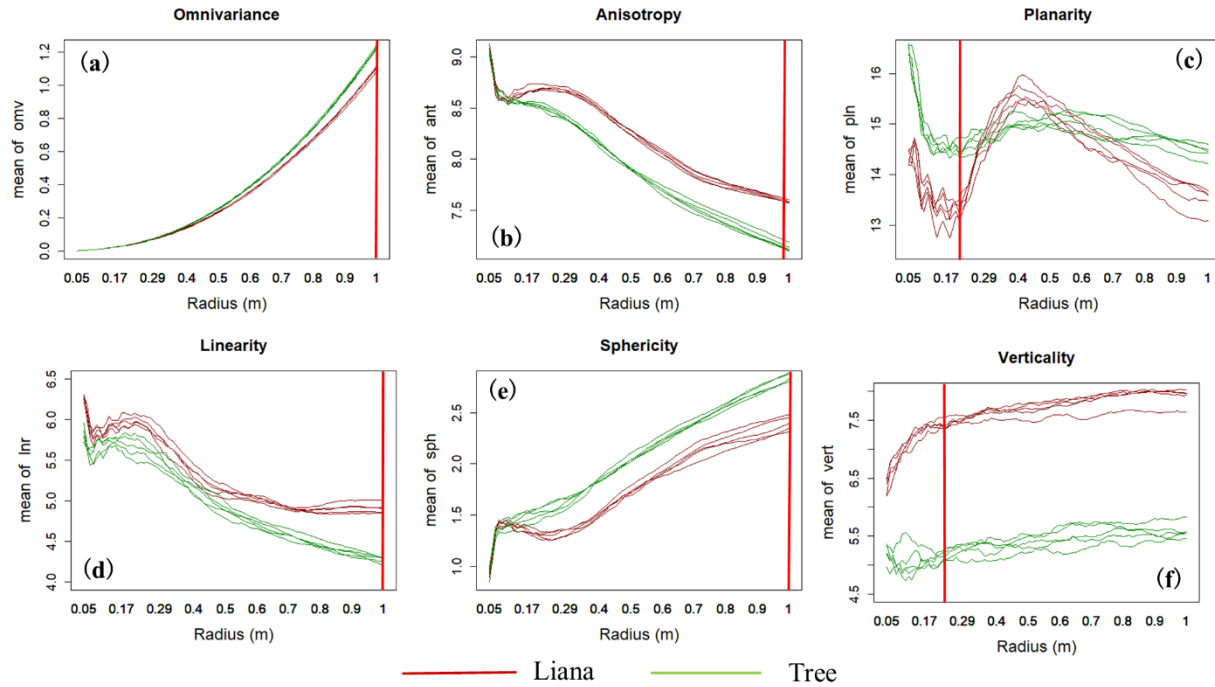 Omnivariance
(a)
mean of omv
0.0 0.2 0.4 0.6 0.8 1.0 1.2
0.05 0.17 0.29 0.4 0.5 0.6 0.7 0.8 0.9 1
Radius (m)
Anisotropy
(b)
mean of ant
7.5 8.0 8.5 9.0
0.05 0.17 0.29 0.4 0.5 0.6 0.7 0.8 0.9 1
Radius (m)
Planarity
(c)
mean of pln
13 14 15 16
0.05 0.17 0.29 0.4 0.5 0.6 0.7 0.8 0.9 1
Radius (m)
Linearity
(d)
mean of lnr
4.0 4.5 5.0 5.5 6.0 6.5
0.05 0.17 0.29 0.4 0.5 0.6 0.7 0.8 0.9 1
Radius (m)
Sphericity
(e)
mean of sph
1.0 1.5 2.0 2.5
0.05 0.17 0.29 0.4 0.5 0.6 0.7 0.8 0.9 1
Radius (m)
Verticality
(f)
mean of vert
4.5 5.5 6.5 7.5
0.05 0.17 0.29 0.4 0.5 0.6 0.7 0.8 0.9 1
Radius (m)
Liana Tree